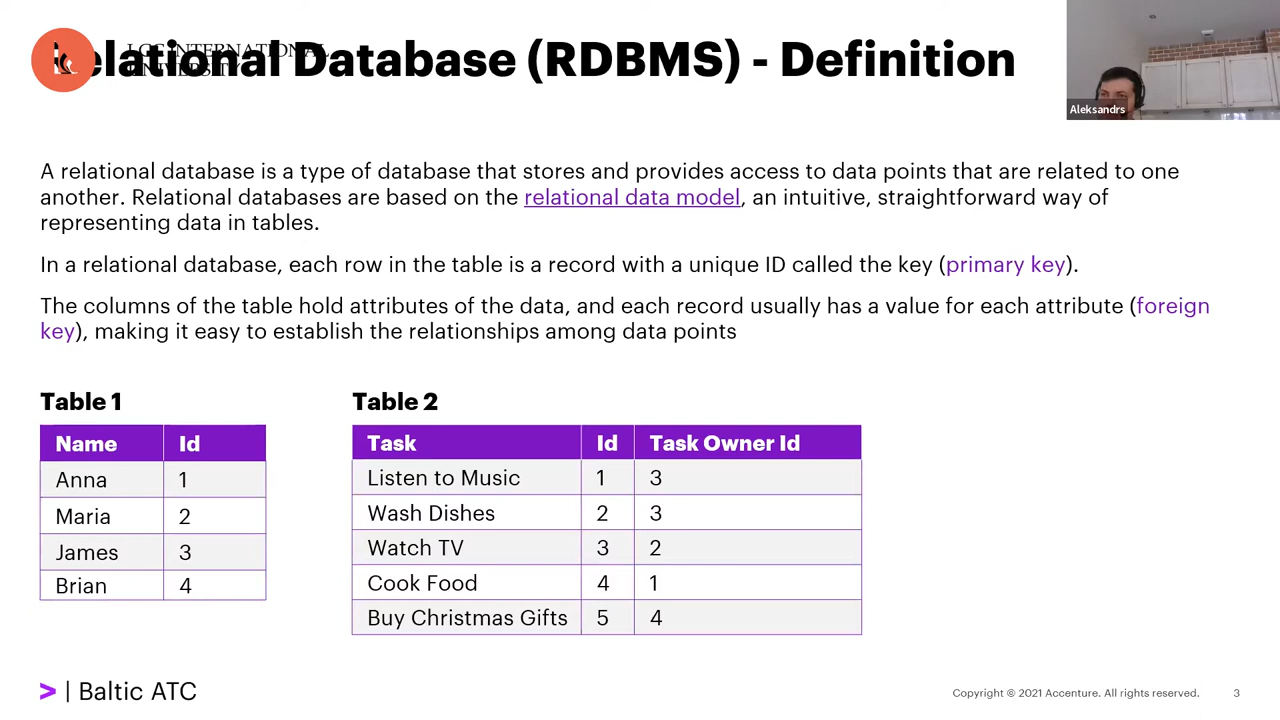 Relational Database (RDBMS) - Definition
LCC INTERNATIONAL
UNIVERSITY
Aleksandrs
A relational database is a type of database that stores and provides access to data points that are related to one
another. Relational databases are based on the relational data model, an intuitive, straightforward way of
representing data in tables.
In a relational database, each row in the table is a record with a unique ID called the key (primary key).
The columns of the table hold attributes of the data, and each record usually has a value for each attribute (foreign
key), making it easy to establish the relationships among data points
Table 1
Name Id
Anna 1
Maria 2
James 3
Brian 4
Table 2
Task Id Task Owner Id
Listen to Music 1 3
Wash Dishes 2 3
Watch TV 3 2
Cook Food 4 1
Buy Christmas Gifts 5 4
> | Baltic ATC
Copyright © 2021 Accenture. All rights reserved. 3